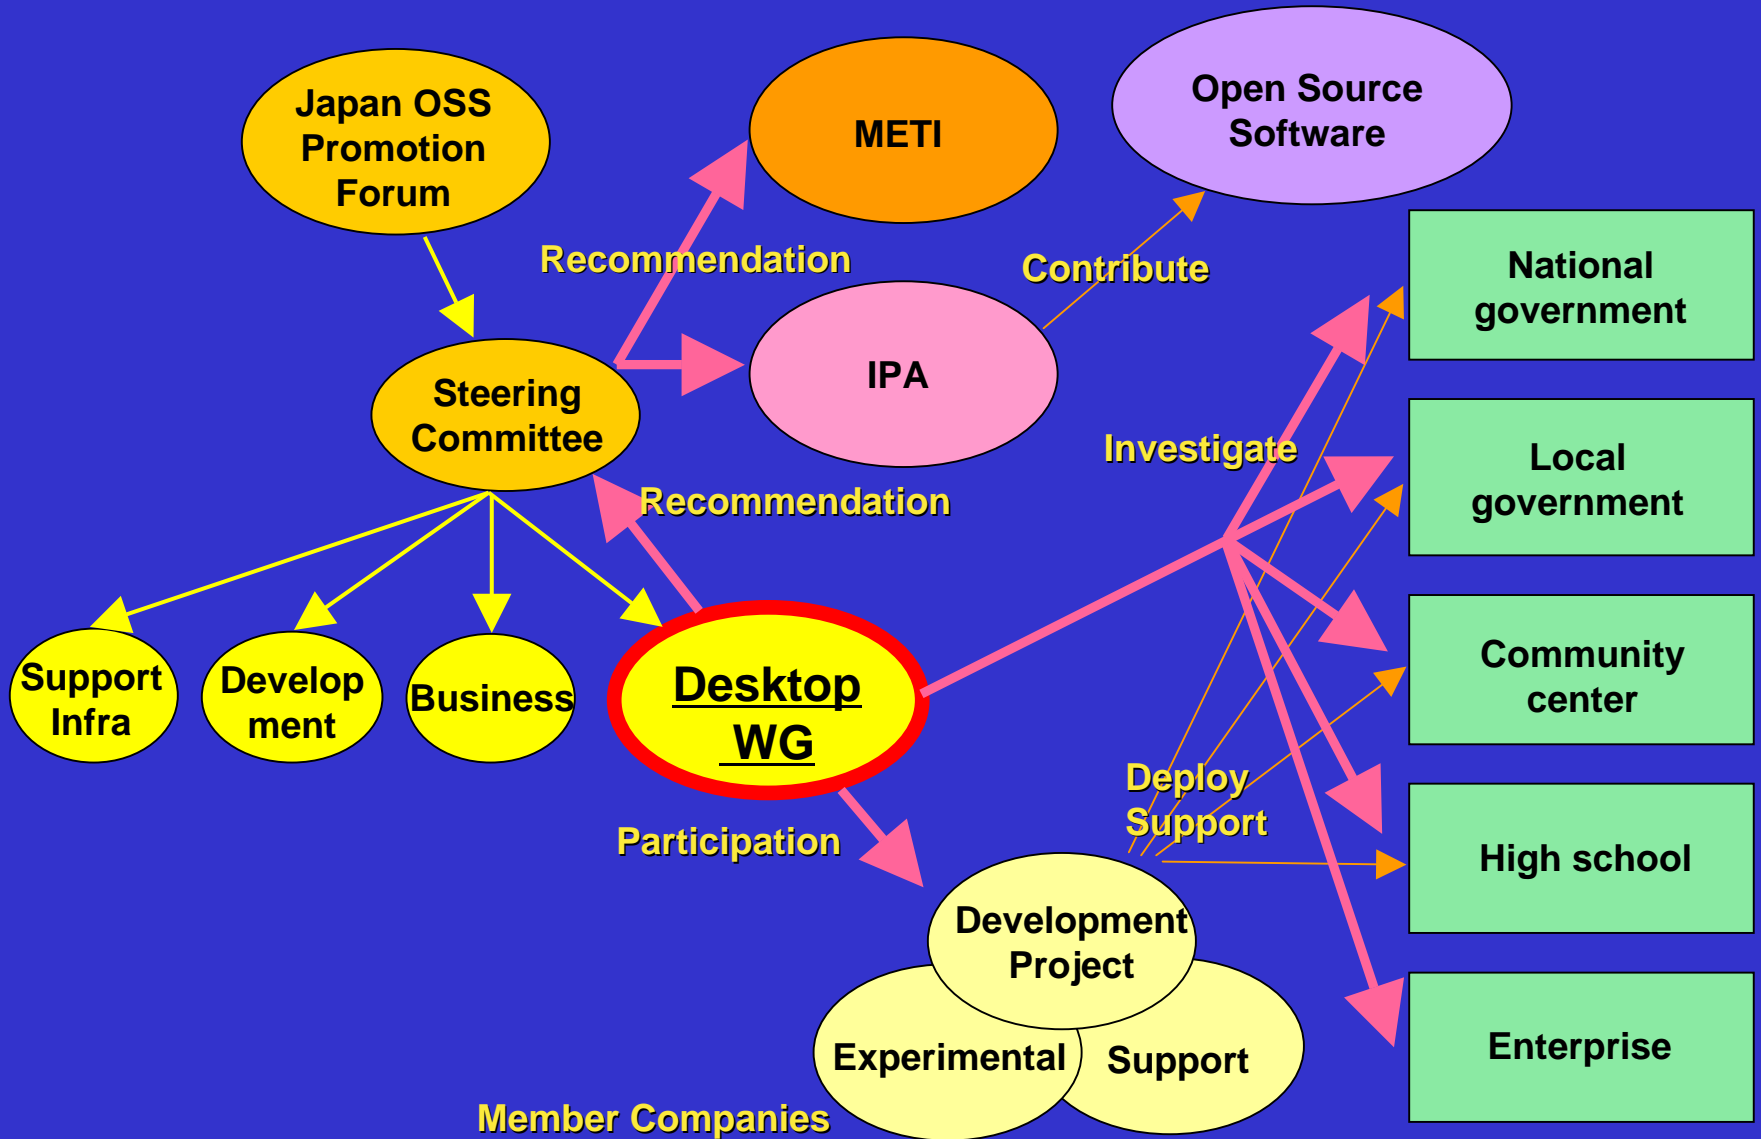 Japan OSS
Promotion
Forum
METI
Open Source
Software
Recommendation
Contribute
National
government
IPA
Steering
Committee
Investigate
Local
government
Recommendation
Support
Infra
Develop
ment
Business
Desktop
WG
Community
center
Deploy
Support
Participation
High school
Development
Project
Experimental
Support
Enterprise
Member Companies